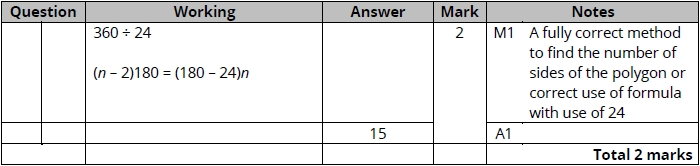 Question Working Answer Mark Notes
360 ÷ 24 2 M1 A fully correct method
to find the number of
(n – 2)180 = (180 – 24)n sides of the polygon or
correct use of formula
with use of 24
15 A1
Total 2 marks